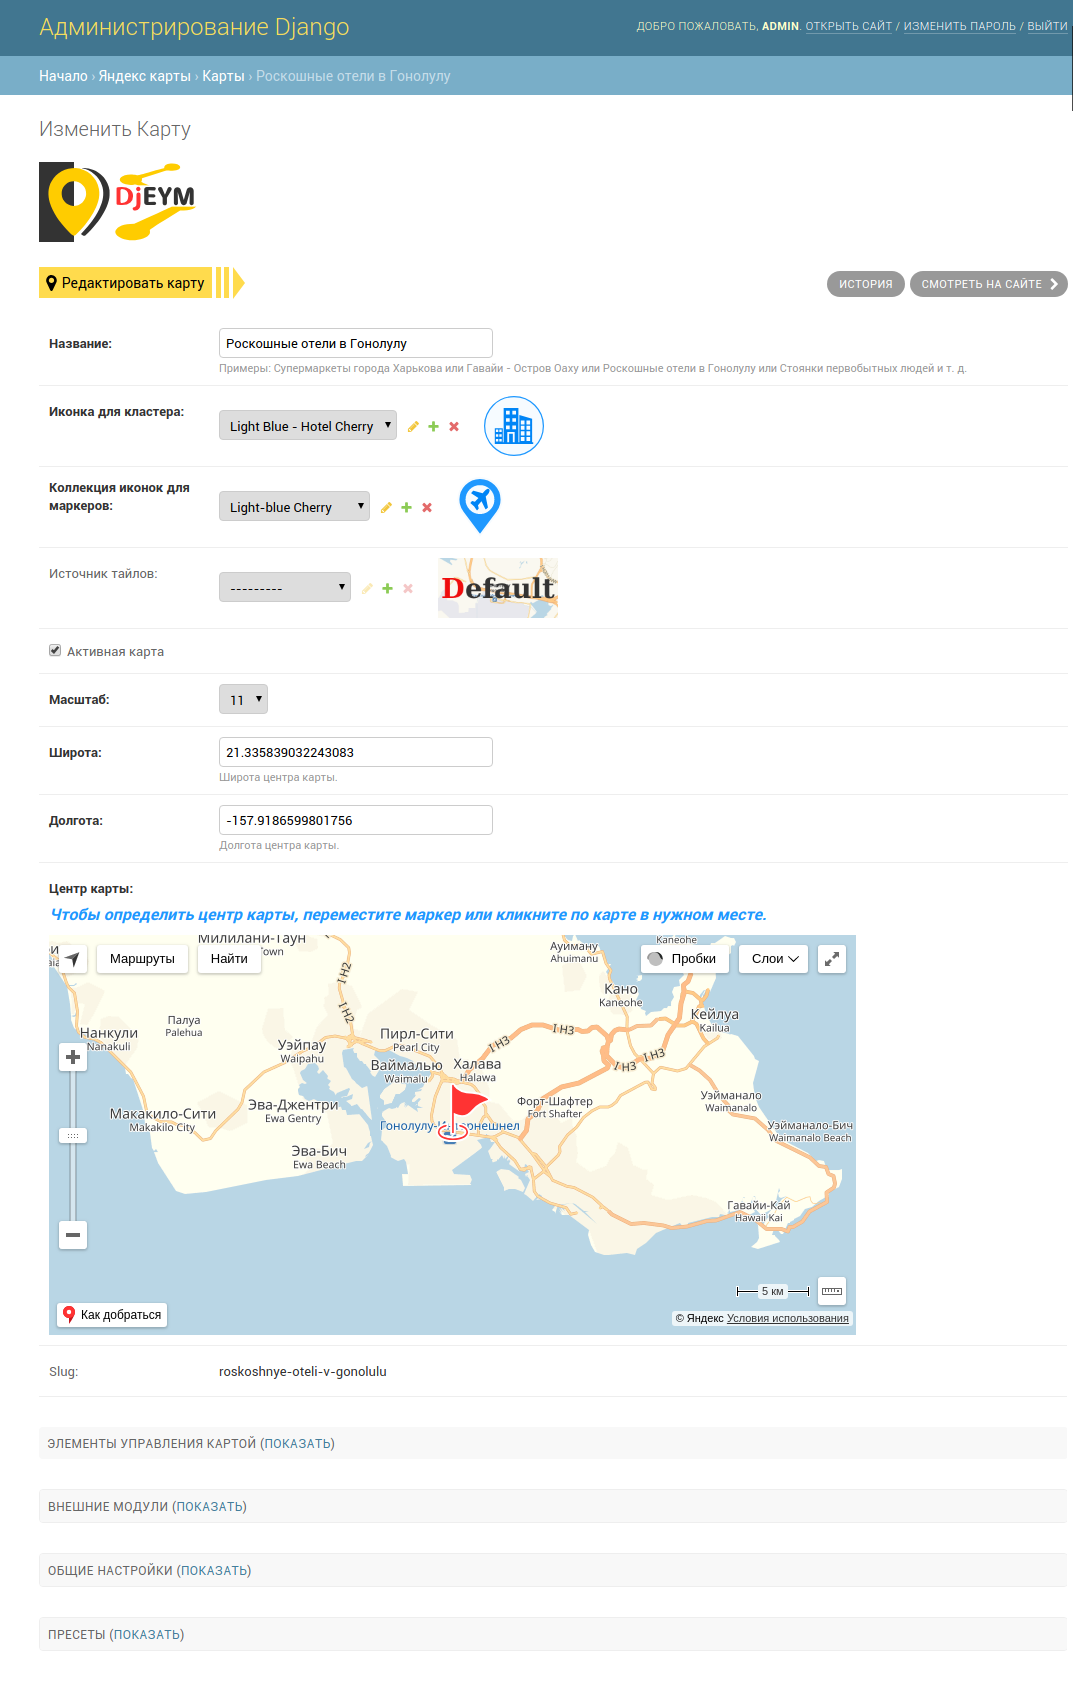 Администрирование Django
ДОБРО ПОЖАЛОВАТЬ, ADMIN. ОТКРЫТЬ САЙТ / ИЗМЕНИТЬ ПАРОЛЬ / ВЫЙТИ
Начало › Яндекс карты › Карты › Роскошные отели в Гонолулу
Изменить Карту
DjEYM
Редактировать карту
ИСТОРИЯ
СМОТРЕТЬ НА САЙТЕ
Название:
Роскошные отели в Гонолулу
Примеры: Супермаркеты города Харькова или Гавайи - Остров Оаху или Роскошные отели в Гонолулу или Стоянки первобытных людей и т. д.
Иконка для кластера:
Light Blue - Hotel Cherry
Коллекция иконок для
маркеров:
Light-blue Cherry
Источник тайлов:
---------
Default
Активная карта
Масштаб:
11
Широта:
21.335839032243083
Широта центра карты.
Долгота:
-157.9186599801756
Долгота центра карты.
Центр карты:
Чтобы определить центр карты, переместите маркер или кликните по карте в нужном месте.
Милилани-Таун
Маршруты
Найти
Ауиману
Ahuimanu
Kaneohe
Пробки
Слои
I H2
I H2
Кано
Kaneohe
Кейлуа
Kailua
Палуа
Palehua
Нанкули
Nanakuli
Уэйпау
Waipahu
Пирл-Сити
Pearl City
I H3
I H3
I H3
I H3
Ваймалью
Waimalu
Халава
Halawa
Эва-Джентри
Ewa Gentry
Форт-Шафтер
Fort Shafter
Уэйманало
Waimanalo
Макакило-Сити
Makakilo City
Уэйманало-Бич
Waimanalo Beach
Эва-Бич
Ewa Beach
Гавайи-Кай
Hawaii Kai
5 км
Как добраться
© Яндекс Условия использования
Slug:
roskoshnye-oteli-v-gonolulu
ЭЛЕМЕНТЫ УПРАВЛЕНИЯ КАРТОЙ (ПОКАЗАТЬ)
ВНЕШНИЕ МОДУЛИ (ПОКАЗАТЬ)
ОБЩИЕ НАСТРОЙКИ (ПОКАЗАТЬ)
ПРЕСЕТЫ (ПОКАЗАТЬ)